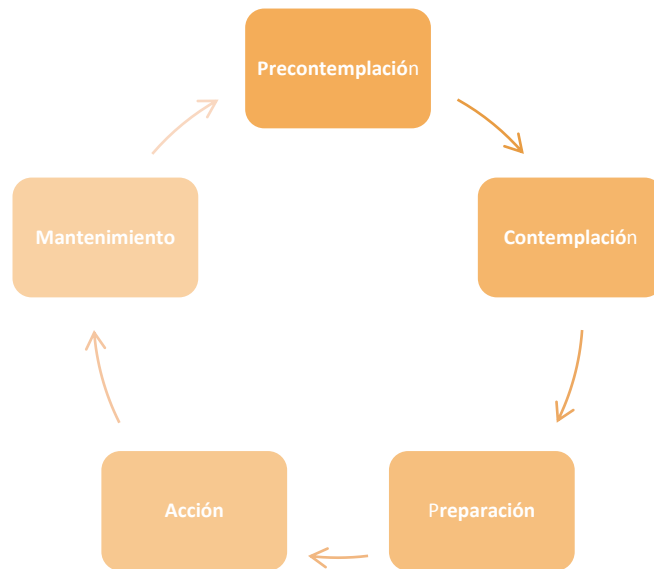 Precontemplación
Contemplación
Preparación
Acción
Mantenimiento